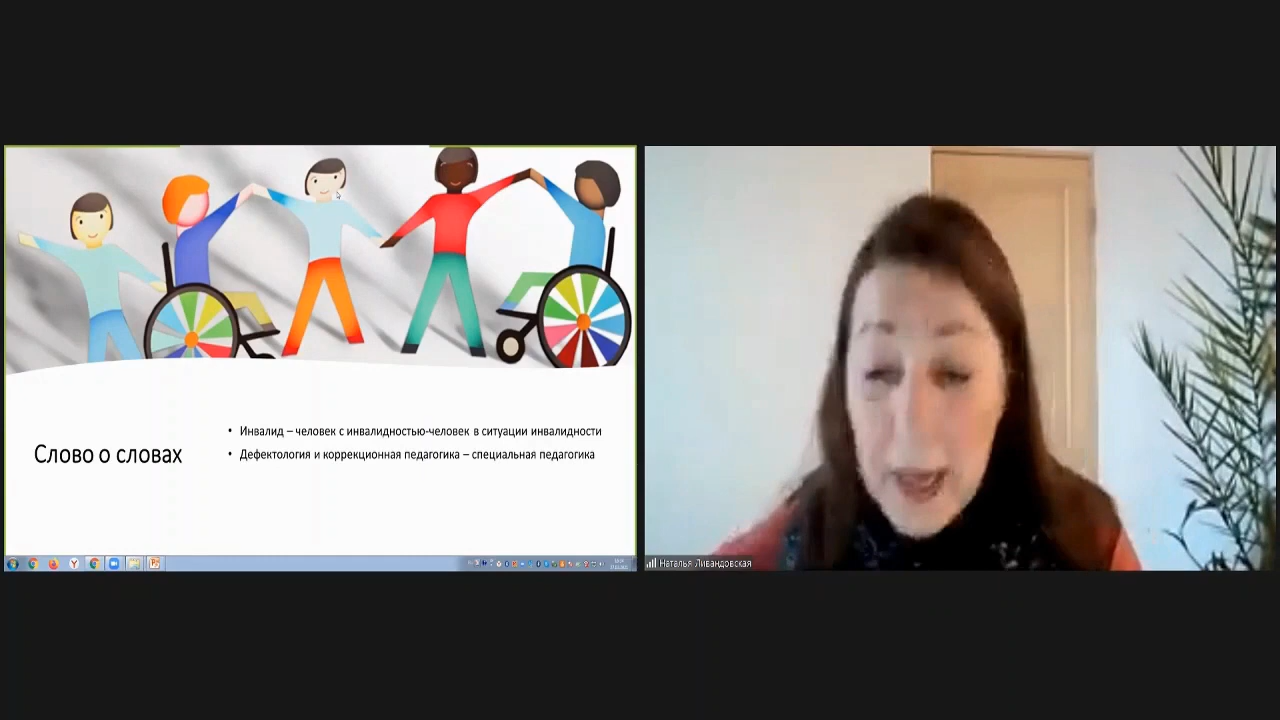 Слово о словах
• Инвалид – человек с инвалидностью-человек в ситуации инвалидности
• Дефектология и коррекционная педагогика – специальная педагогика
Наталья Ливандовская